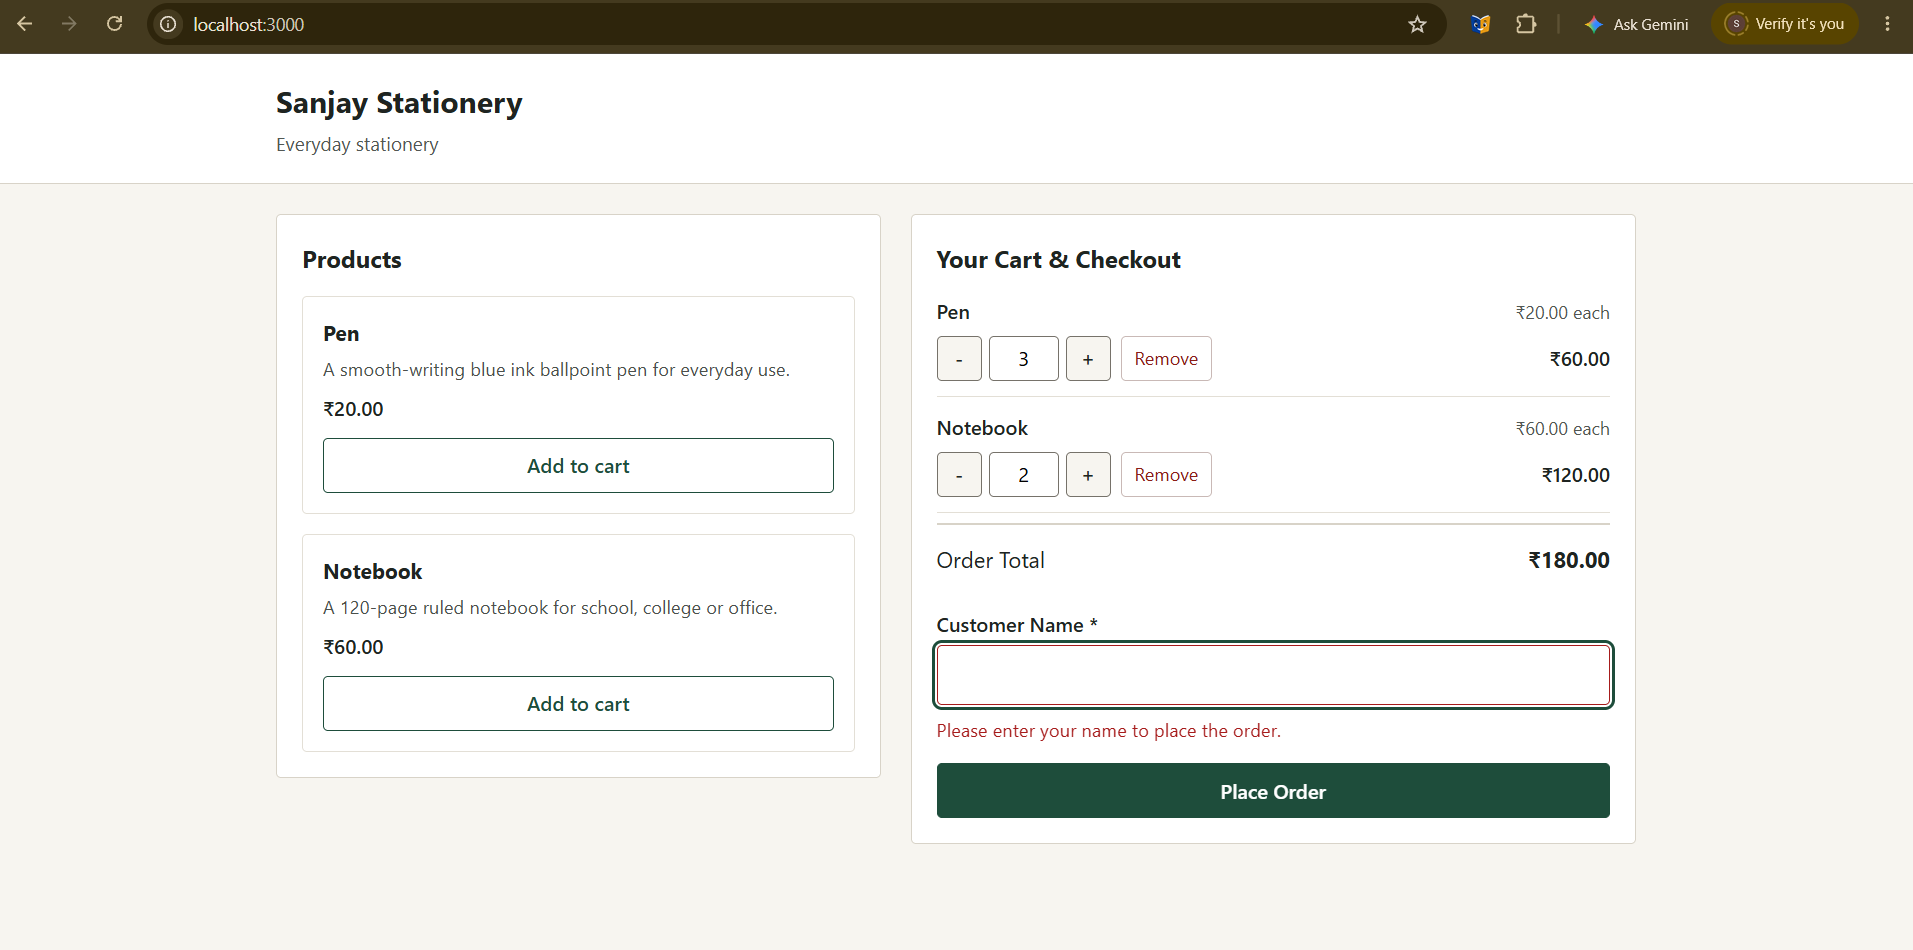 localhost:3000
Ask Gemini
S
Verify it's you
Sanjay Stationery
Everyday stationery
Products
Pen
A smooth-writing blue ink ballpoint pen for everyday use.
₹20.00
Add to cart
Notebook
A 120-page ruled notebook for school, college or office.
₹60.00
Add to cart
Your Cart & Checkout
Pen ₹20.00 each
- 3 + Remove ₹60.00
Notebook ₹60.00 each
- 2 + Remove ₹120.00
Order Total ₹180.00
Customer Name *
Please enter your name to place the order.
Place Order